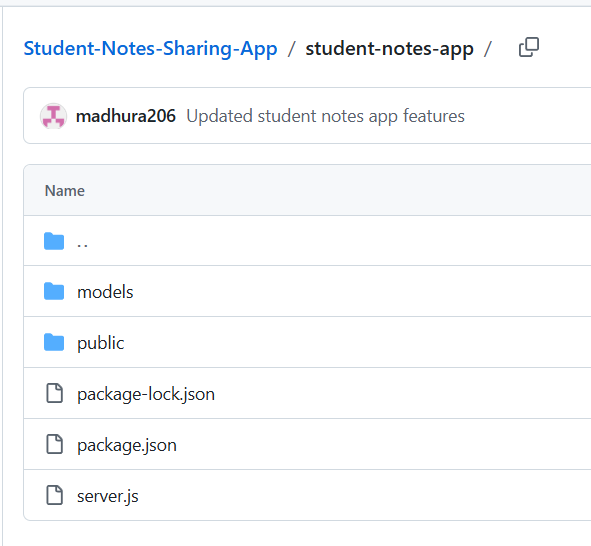 Student-Notes-Sharing-App / student-notes-app /
madhura206 Updated student notes app features
Name
..
models
public
package-lock.json
package.json
server.js